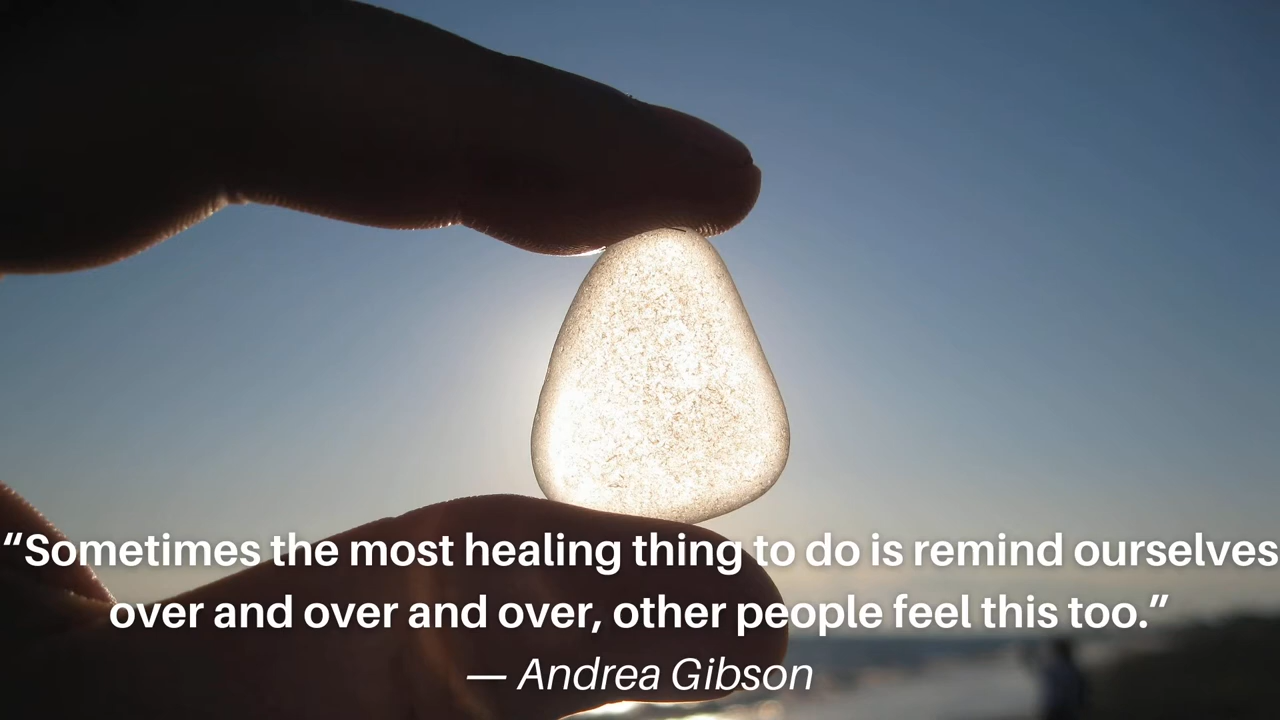 “Sometimes the most healing thing to do is remind ourselves
over and over and over, other people feel this too.”
— Andrea Gibson